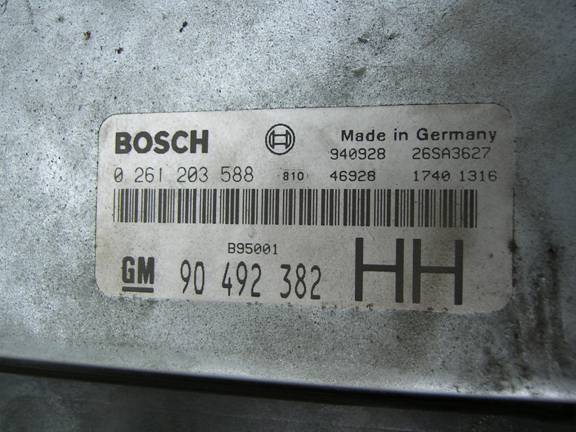 BOSCH Made in Germany
940928 26SA3627
0 261 203 588 810 46928 1740 1316
B95001
GM 90 492 382 HH